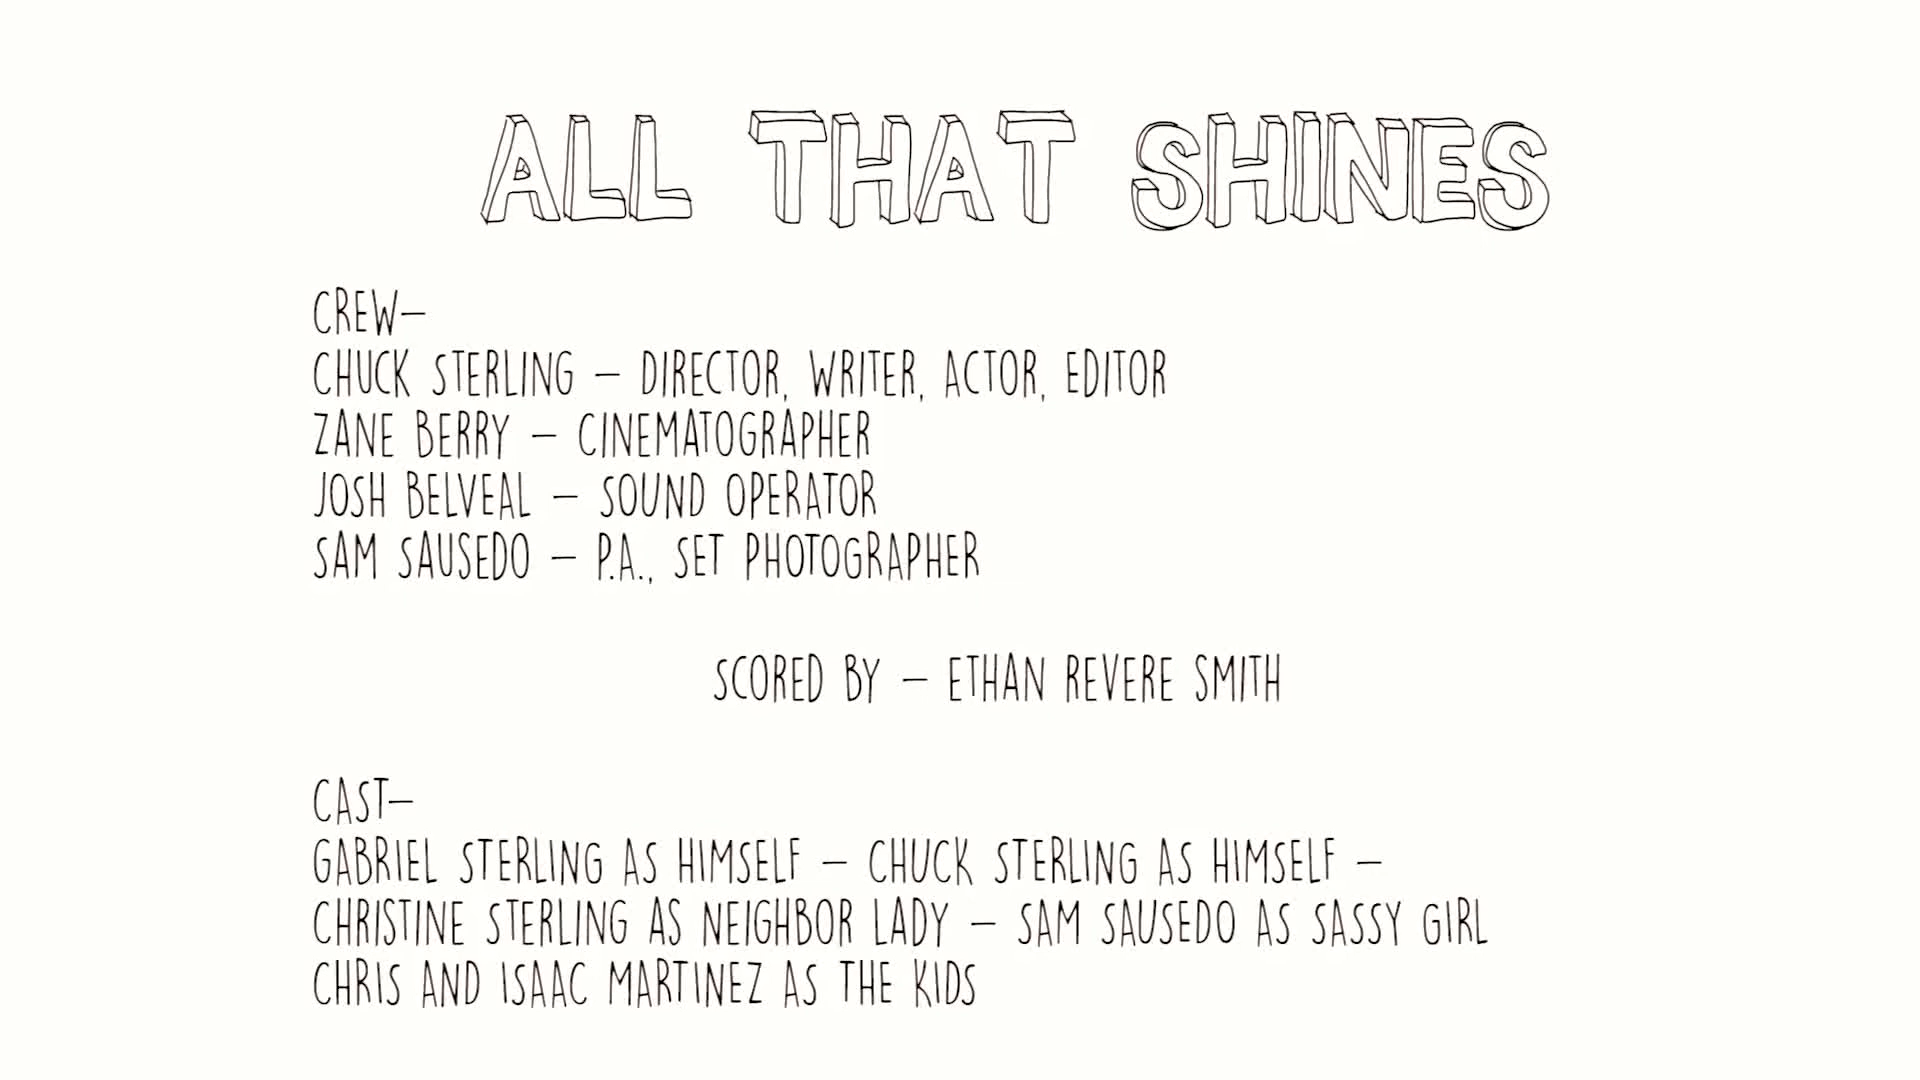 ALL THAT SHINES
CREW-
CHUCK STERLING - DIRECTOR, WRITER, ACTOR, EDITOR
ZANE BERRY - CINEMATOGRAPHER
JOSH BELVEAL - SOUND OPERATOR
SAM SAUSEDO - P.A., SET PHOTOGRAPHER
SCORED BY - ETHAN REVERE SMITH
CAST-
GABRIEL STERLING AS HIMSELF - CHUCK STERLING AS HIMSELF -
CHRISTINE STERLING AS NEIGHBOR LADY - SAM SAUSEDO AS SASSY GIRL
CHRIS AND ISAAC MARTINEZ AS THE KIDS